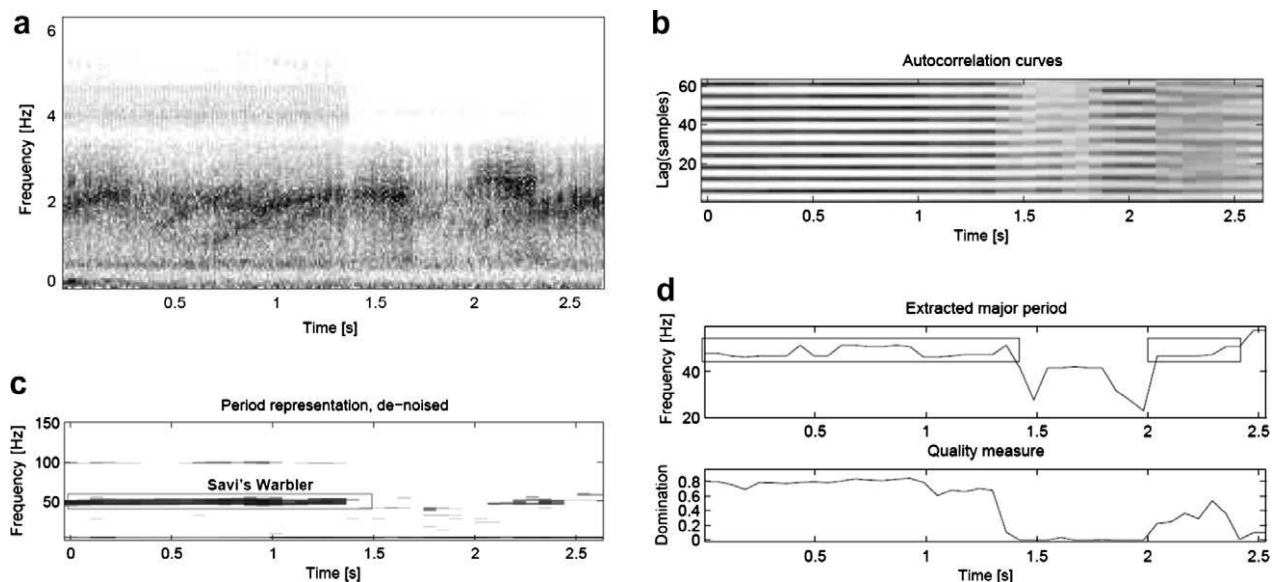 a
6
4
2
0
Frequency [Hz]
0.5 1 1.5 2 2.5
Time [s]
b
Autocorrelation curves
60
40
20
Lag(samples)
0 0.5 1 1.5 2 2.5
Time [s]
c
Period representation, de-noised
150
100
50
Frequency [Hz]
Savi's Warbler
0 0.5 1 1.5 2 2.5
Time [s]
d
Extracted major period
40
20
Frequency [Hz]
0.5 1 1.5 2 2.5
Quality measure
0.8
0.6
0.4
0.2
0
Domination
0.5 1 1.5 2 2.5
Time [s]